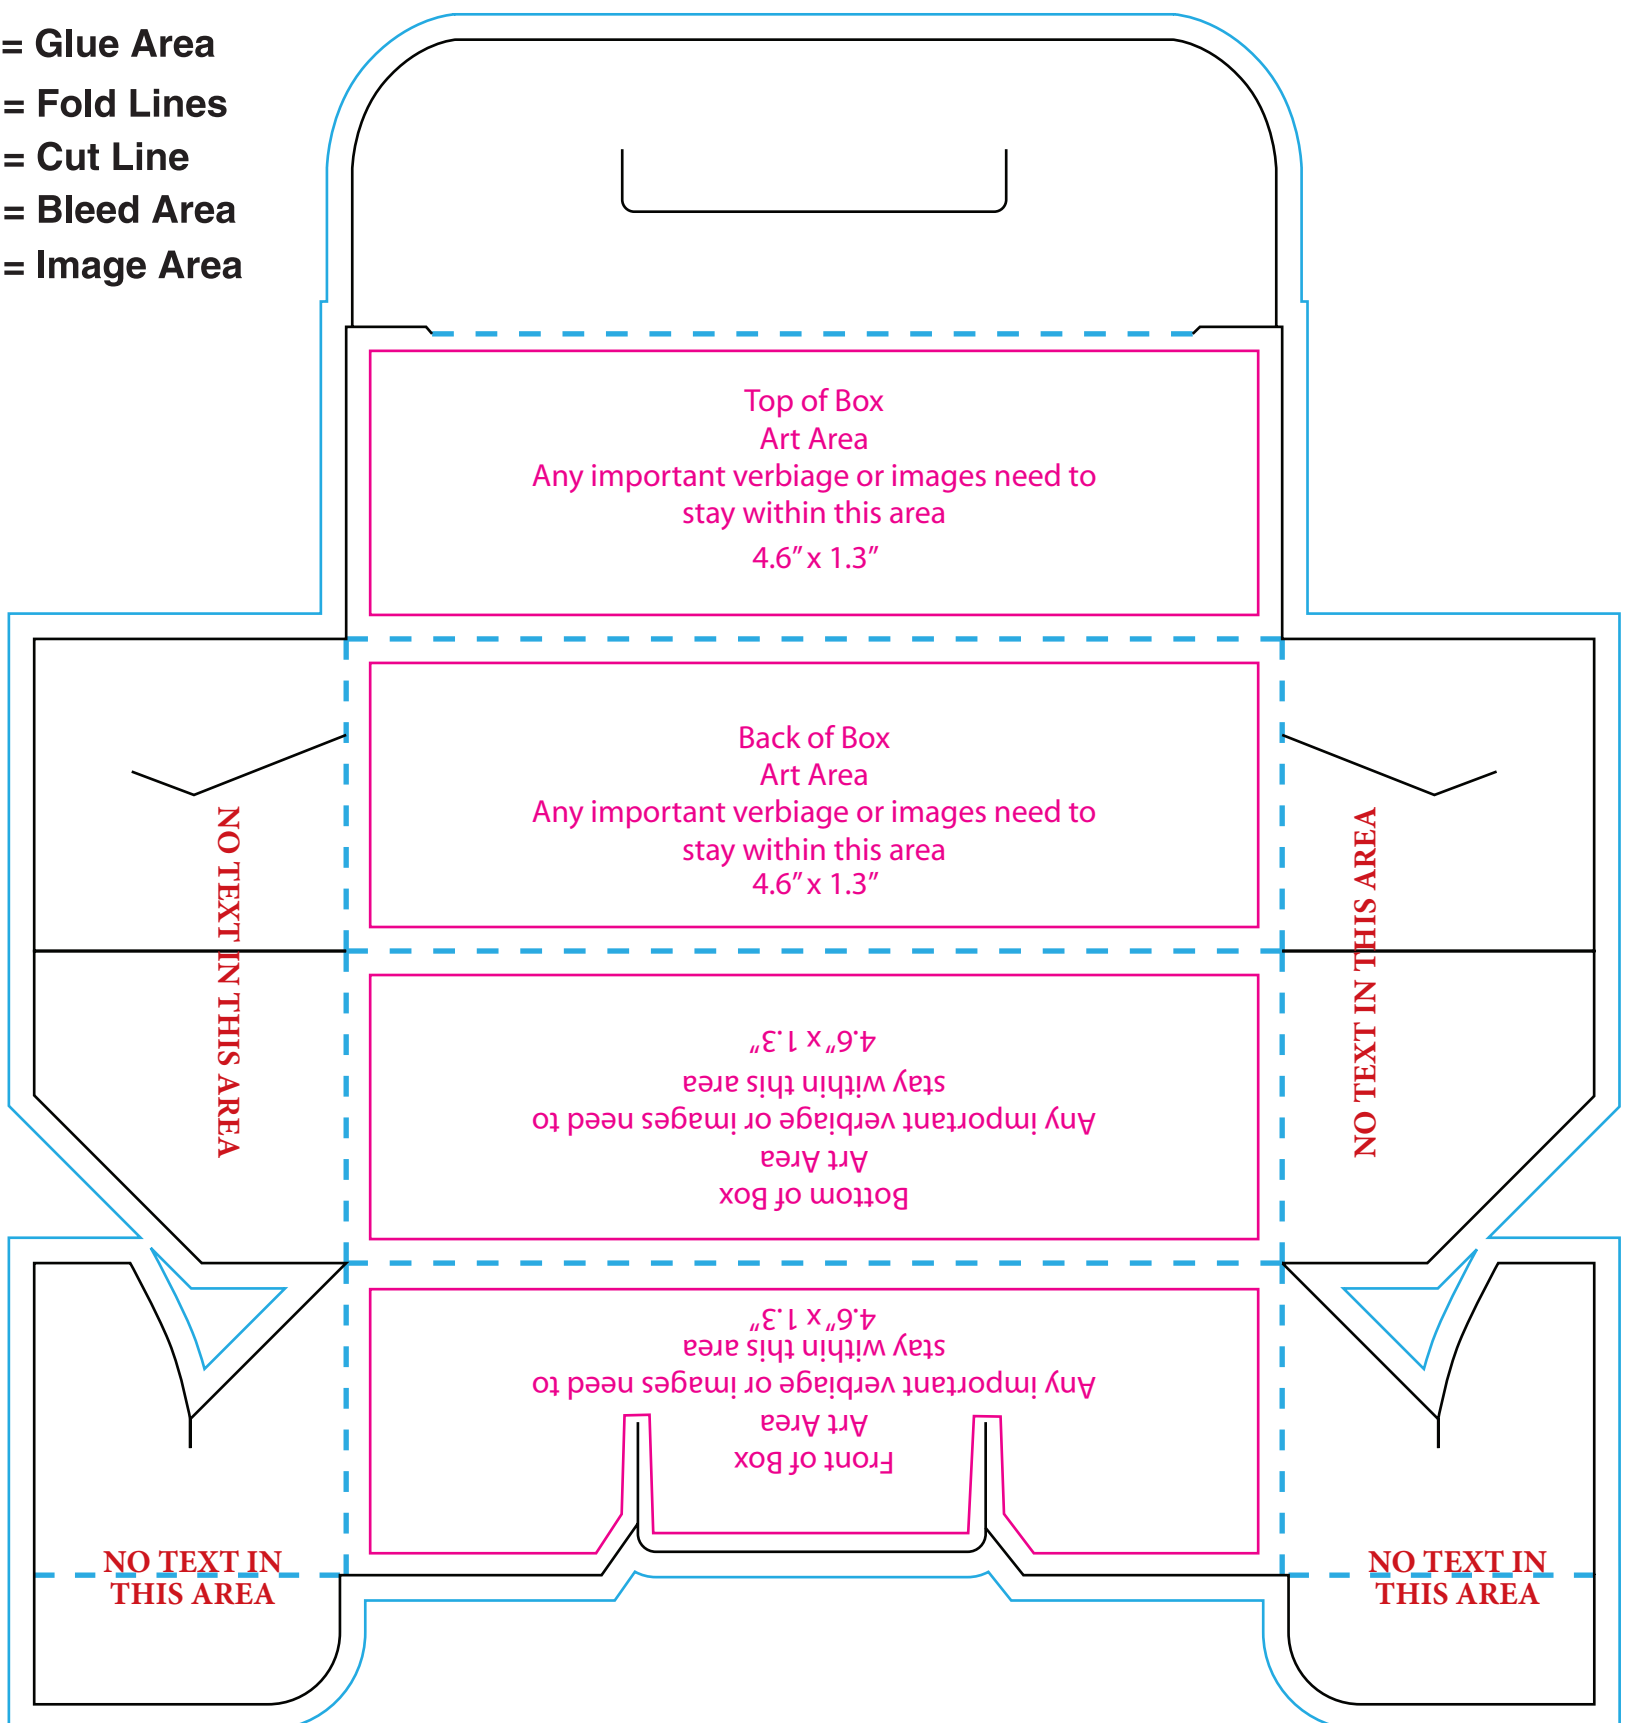 = Glue Area
= Fold Lines
= Cut Line
= Bleed Area
= Image Area
Top of Box
Art Area
Any important verbiage or images need to
stay within this area
4.6” x 1.3”
Back of Box
Art Area
Any important verbiage or images need to
stay within this area
4.6” x 1.3”
NO TEXT IN THIS AREA
NO TEXT IN THIS AREA
Bottom of Box
Art Area
Any important verbiage or images need to
stay within this area
4.6” x 1.3”
Front of Box
Art Area
Any important verbiage or images need to
stay within this area
4.6” x 1.3”
NO TEXT IN
THIS AREA
NO TEXT IN
THIS AREA